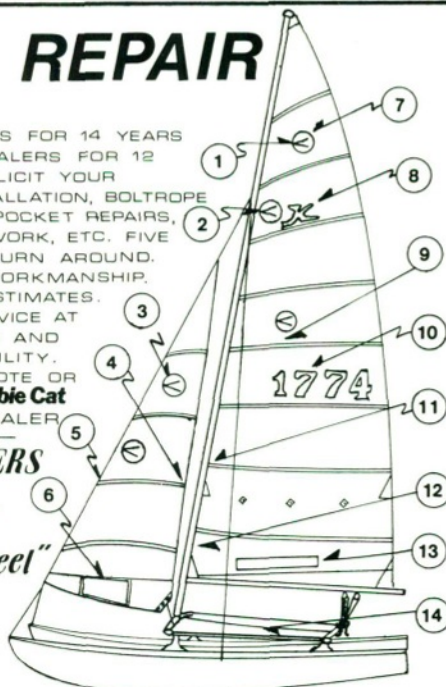 REPAIR
S FOR 14 YEARS
ALERS FOR 12
LICIT YOUR
ALLATION, BOLTROPE
POCKET REPAIRS,
WORK, ETC. FIVE
URN AROUND.
ORKMANSHIP.
STIMATES.
VICE AT
AND
ILITY.
OTE OR
bie Cat
ALER
ERS
eel"
1
2
3
4
5
6
7
8
9
10
1774
11
12
13
14